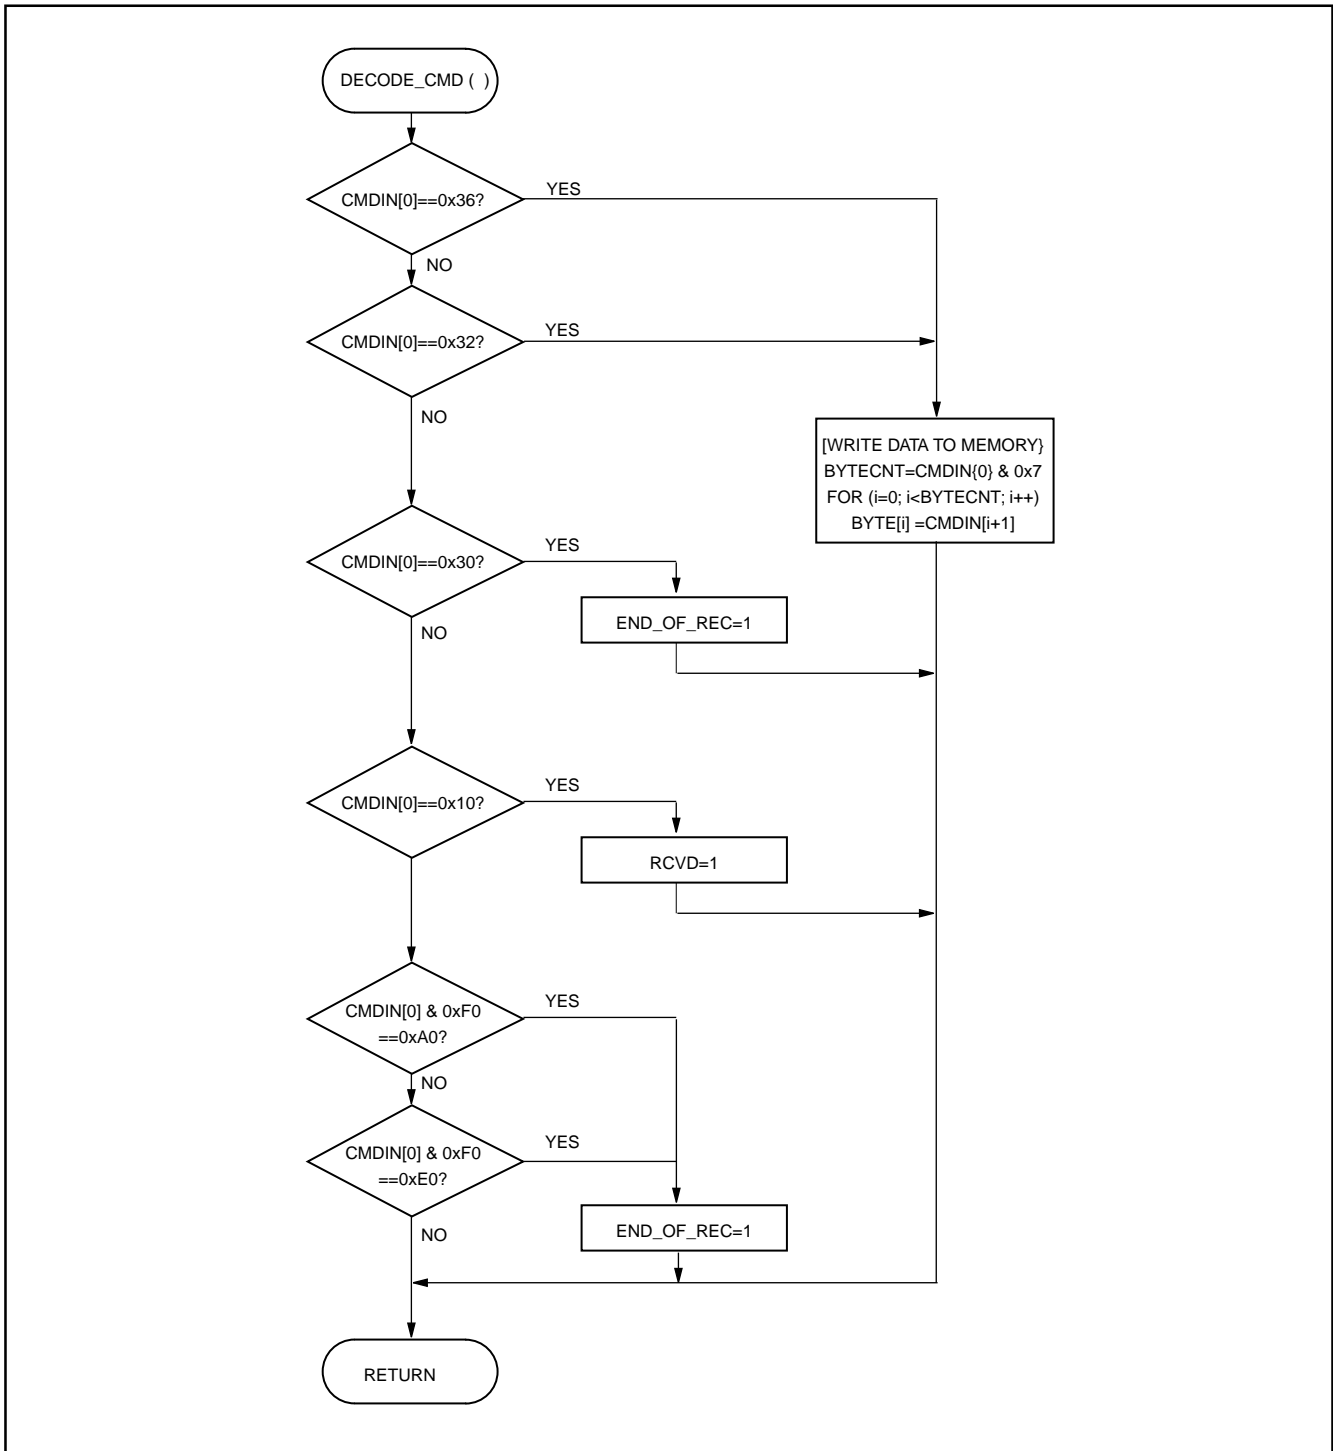 DECODE_CMD ( )
CMDIN[0]==0x36?
YES
NO
CMDIN[0]==0x32?
YES
NO
[WRITE DATA TO MEMORY}
BYTECNT=CMDIN{0} & 0x7
FOR (i=0; i<BYTECNT; i++)
BYTE[i] =CMDIN[i+1]
CMDIN[0]==0x30?
YES
NO
END_OF_REC=1
CMDIN[0]==0x10?
YES
RCVD=1
CMDIN[0] & 0xF0
==0xA0?
YES
NO
CMDIN[0] & 0xF0
==0xE0?
YES
NO
END_OF_REC=1
RETURN